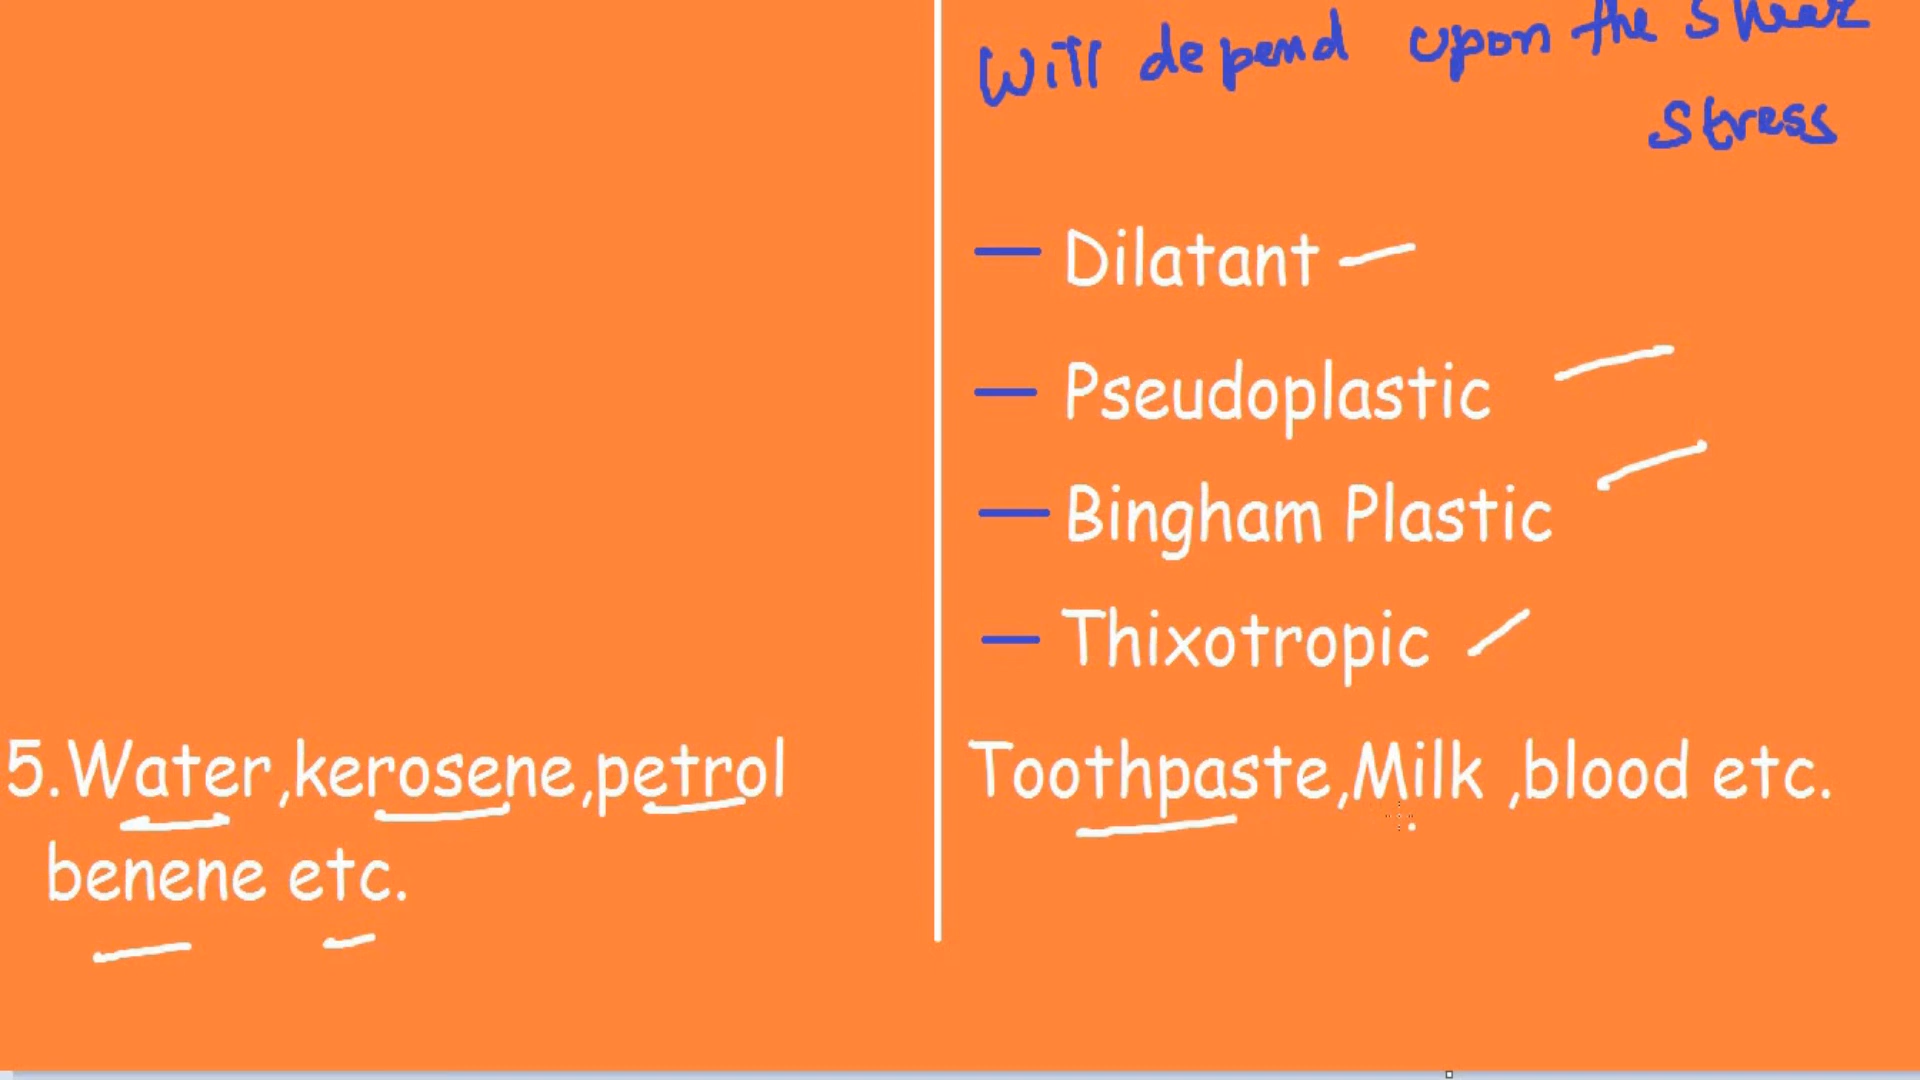 Will depend upon the shear
stress
Dilatant
Pseudoplastic
Bingham Plastic
Thixotropic
5.Water,kerosene,petrol
benene etc.
Toothpaste,Milk ,blood etc.